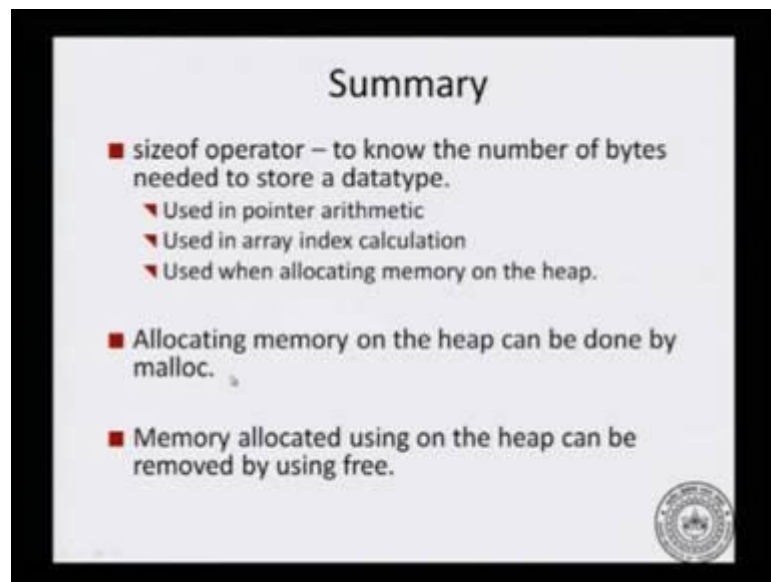 Summary
sizeof operator – to know the number of bytes
needed to store a datatype.
Used in pointer arithmetic
Used in array index calculation
Used when allocating memory on the heap.
Allocating memory on the heap can be done by
malloc.
Memory allocated using on the heap can be
removed by using free.